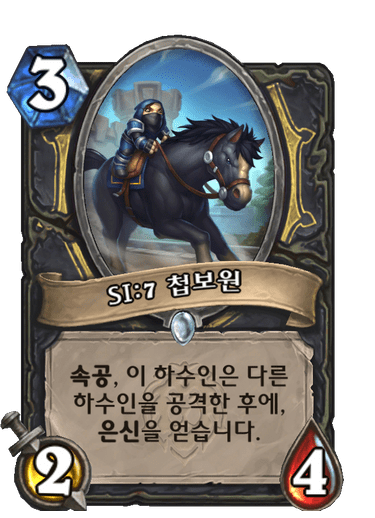 3
SI:7 첩보원
속공, 이 하수인은 다른
하수인을 공격한 후에,
은신을 얻습니다.
2
4